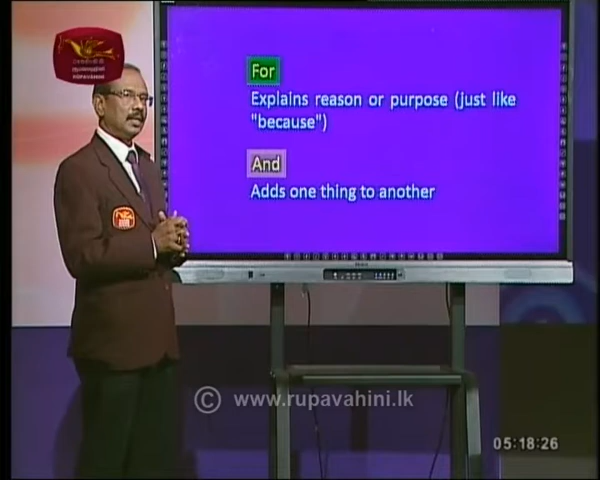 For
Explains reason or purpose (just like
"because")
And
Adds one thing to another
© www.rupavahini.lk
05:18:26